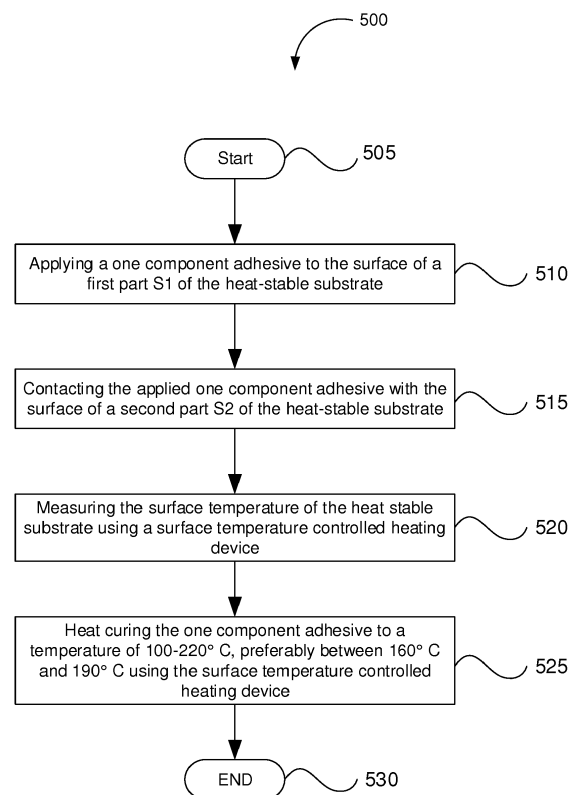 500
Start
505
Applying a one component adhesive to the surface of a
first part S1 of the heat-stable substrate
510
Contacting the applied one component adhesive with the
surface of a second part S2 of the heat-stable substrate
515
Measuring the surface temperature of the heat stable
substrate using a surface temperature controlled heating
device
520
Heat curing the one component adhesive to a
temperature of 100-220° C, preferably between 160° C
and 190° C using the surface temperature controlled
heating device
525
END
530